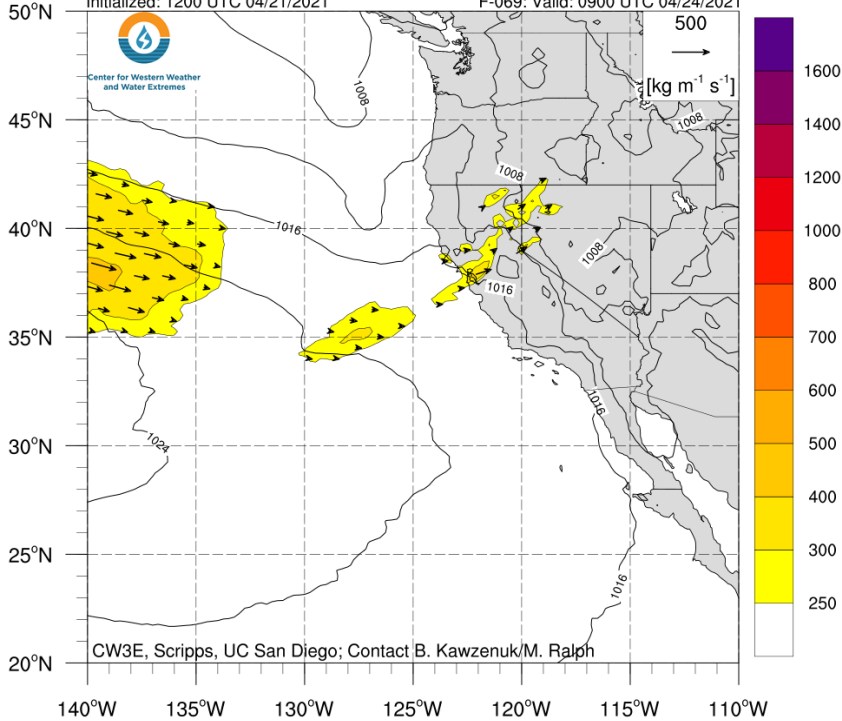 Initialized: 1200 UTC 04/21/2021 F-069: Valid: 0900 UTC 04/24/2021
50°N
500
[kg m⁻¹ s⁻¹]
Center for Western Weather
and Water Extremes
1600
1008
1008
45°N
1400
1008
1200
40°N
1016
1000
1008
1016
800
35°N
700
1016
600
1024
30°N
500
400
25°N
300
1016
250
CW3E, Scripps, UC San Diego; Contact B. Kawzenuk/M. Ralph
20°N
140°W 135°W 130°W 125°W 120°W 115°W 110°W